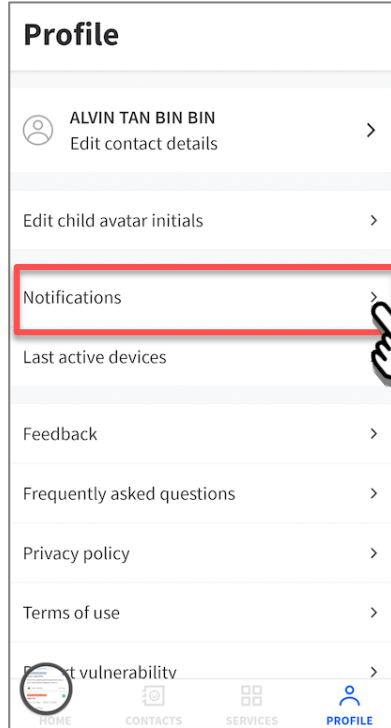 Profile
ALVIN TAN BIN BIN
Edit contact details
Edit child avatar initials
Notifications
Last active devices
Feedback
Frequently asked questions
Privacy policy
Terms of use
vulnerability
HOME CONTACTS SERVICES PROFILE